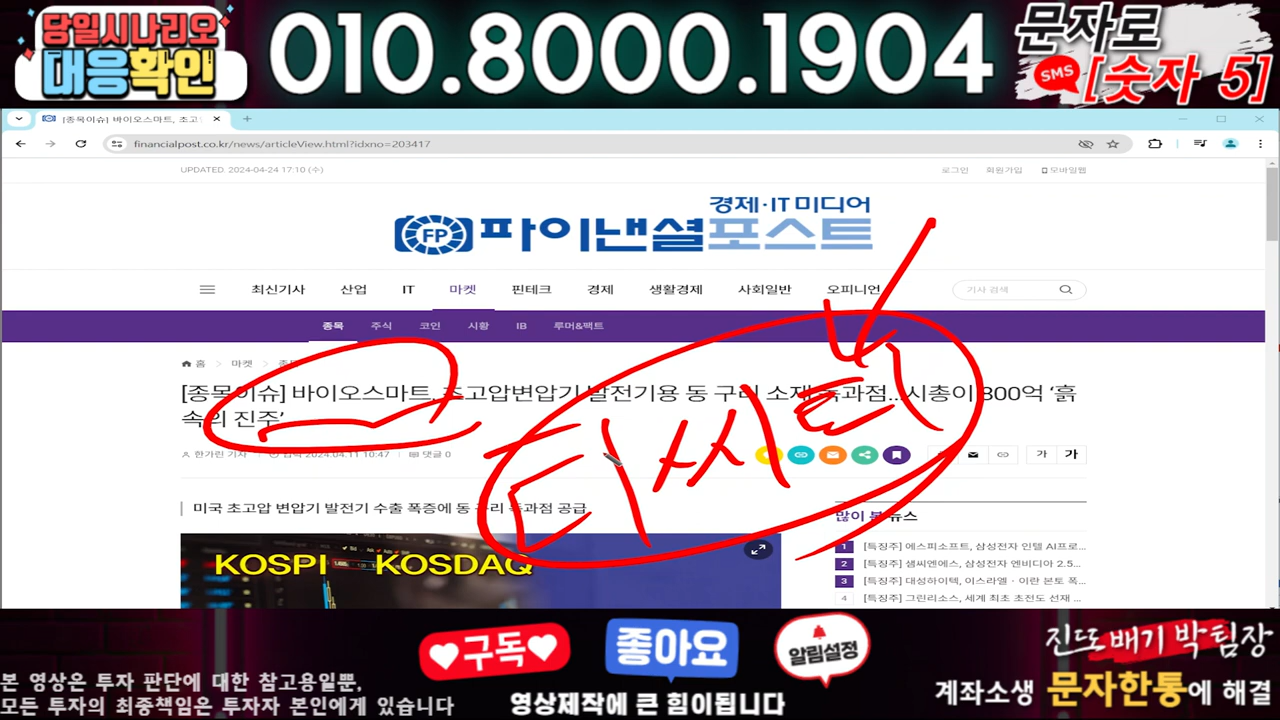 당일시나리오
대응확인
010.8000.1904
문자로
SMS [숫자 5]
[종목이슈] 바이오스마트, 초고
financialpost.co.kr/news/articleView.html?idxno=203417
UPDATED. 2024-04-24 17:10 (수)
로그인 회원가입 모바일웹
경제·IT미디어
FP 파이낸셜포스트
최신기사 산업 IT 마켓 핀테크 경제 생활경제 사회일반 오피니언
기사 검색
종목 주식 코인 시황 IB 루머&팩트
홈 > 마켓 > 종목
[종목이슈] 바이오스마트, 초고압변압기 발전기용 동 구리 소재 독과점…시총이 800억 ‘흙
속의 진주’
한가린 기자 입력 2024.04.11 10:47 댓글 0
가 가
미국 초고압 변압기 발전기 수출 폭증에 동 구리 독과점 공급
많이 본 뉴스
KOSPI KOSDAQ
1 [특징주] 에스피소프트, 삼성전자 인텔 AI프로...
2 [특징주] 샘씨엔에스, 삼성전자 엔비디아 2.5...
3 [특징주] 대성하이텍, 이스라엘·이란 본토 폭...
4 [특징주] 그린리소스, 세계 최초 초전도 선재 ...
구독
좋아요
알림설정
진또배기 박팀장
본 영상은 투자 판단에 대한 참고용일뿐,
모든 투자의 최종책임은 투자자 본인에게 있습니다
영상제작에 큰 힘이됩니다
계좌소생 문자한통에 해결